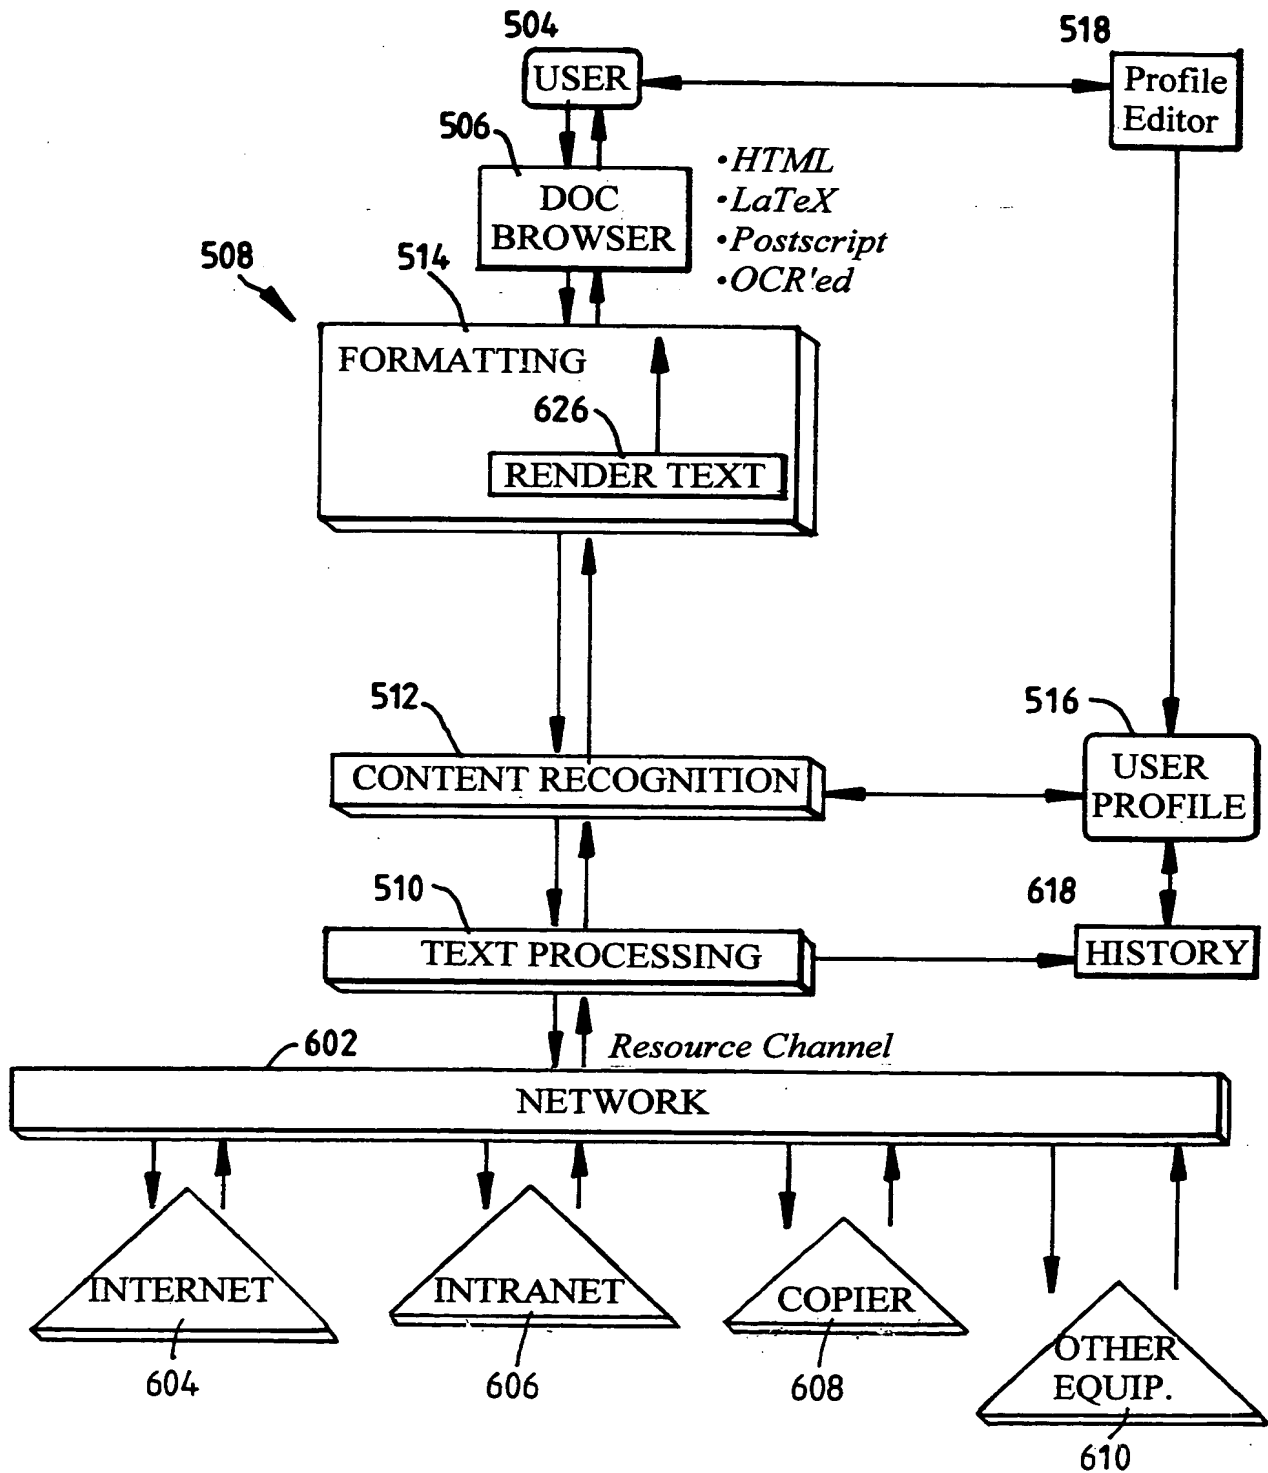 504
518
USER
Profile
Editor
506
•HTML
•LaTeX
•Postscript
•OCR'ed
DOC
BROWSER
508
514
FORMATTING
626
RENDER TEXT
512
516
CONTENT RECOGNITION
USER
PROFILE
510
618
TEXT PROCESSING
HISTORY
602
Resource Channel
NETWORK
INTERNET
INTRANET
COPIER
OTHER
EQUIP.
604
606
608
610